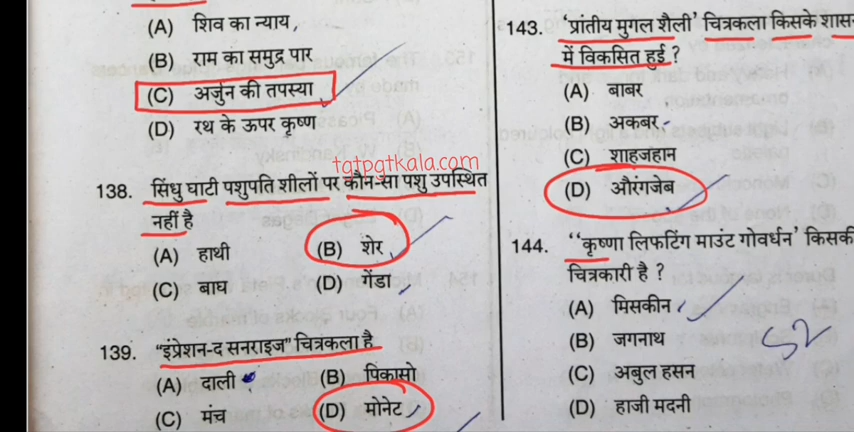 (A) शिव का न्याय,
(B) राम का समुद्र पार
(C) अर्जुन की तपस्या
(D) रथ के ऊपर कृष्णा
tgtpgtkala.com
138. सिंधु घाटी पशुपति शीलों पर कौन-सा पशु उपस्थित
नहीं है
(A) हाथी
(B) शेर
(C) बाघ
(D) गेंडा
139. “इंप्रेशन-द सनराइज” चित्रकला है
(A) दाली
(B) पिकासो
(C) मंच
(D) मोनेट
143. ‘प्रांतीय मुगल शैली’ चित्रकला किसके शासन
में विकसित हुई ?
(A) बाबर
(B) अकबर
(C) शाहजहान
(D) औरंगजेब
144. ‘‘कृष्णा लिफटिंग माउंट गोवर्धन’ किसकी
चित्रकारी है ?
(A) मिसकीन
(B) जगनाथ
(C) अबुल हसन
(D) हाजी मदनी
52